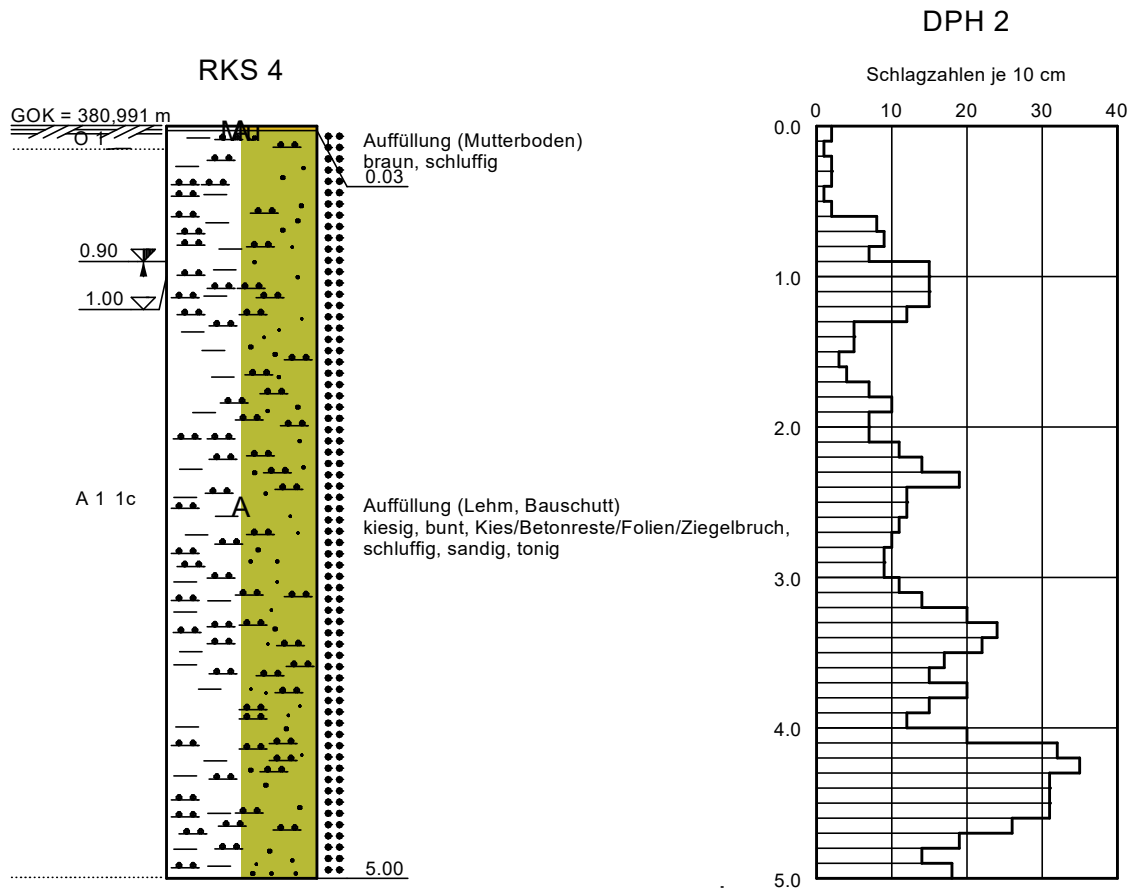 DPH 2
RKS 4
Schlagzahlen je 10 cm
GOK = 380,991 m
0 10 20 30 40
0.0
O 1
Mu
Auffüllung (Mutterboden)
braun, schluffig
0.03
0.90
1.00
1.0
2.0
A 1 1c
A
Auffüllung (Lehm, Bauschutt)
kiesig, bunt, Kies/Betonreste/Folien/Ziegelbruch,
schluffig, sandig, tonig
3.0
4.0
5.00
5.0